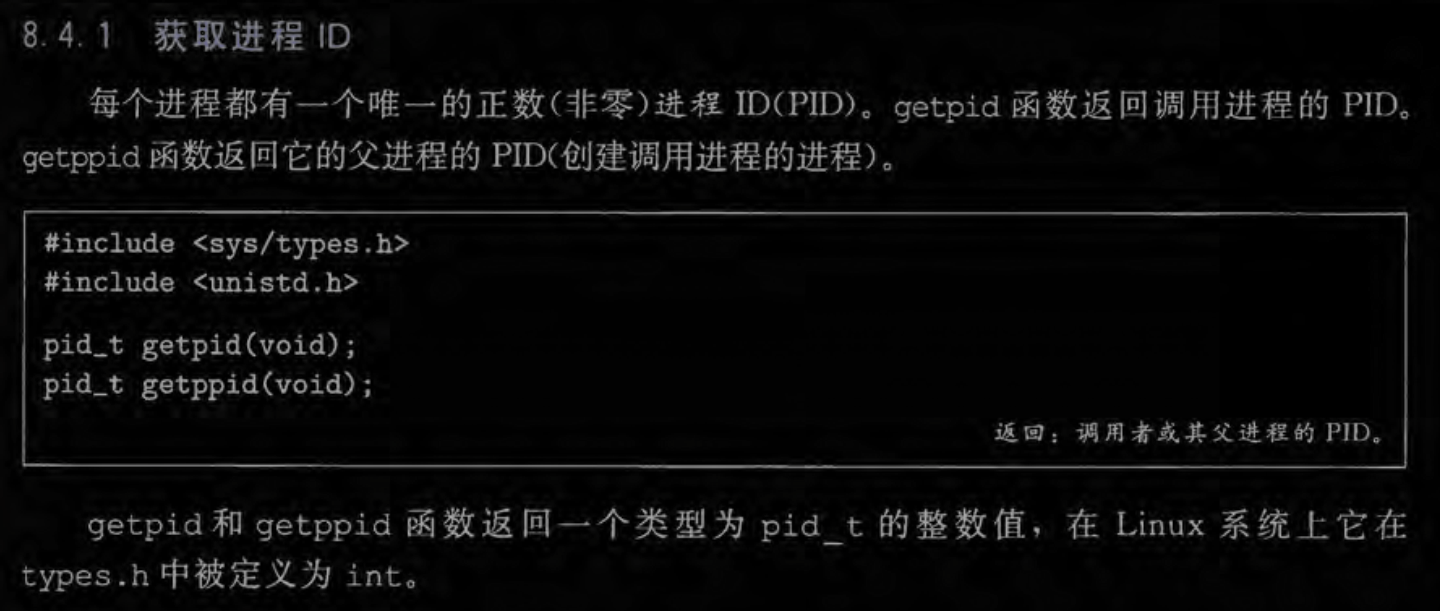 8.4.1 获取进程 ID
每个进程都有一个唯一的正数(非零)进程 ID(PID)。getpid 函数返回调用进程的 PID。
getppid 函数返回它的父进程的 PID(创建调用进程的进程)。
#include <sys/types.h>
#include <unistd.h>
pid_t getpid(void);
pid_t getppid(void);
返回：调用者或其父进程的 PID。
getpid 和 getppid 函数返回一个类型为 pid_t 的整数值，在 Linux 系统上它在
types.h 中被定义为 int。